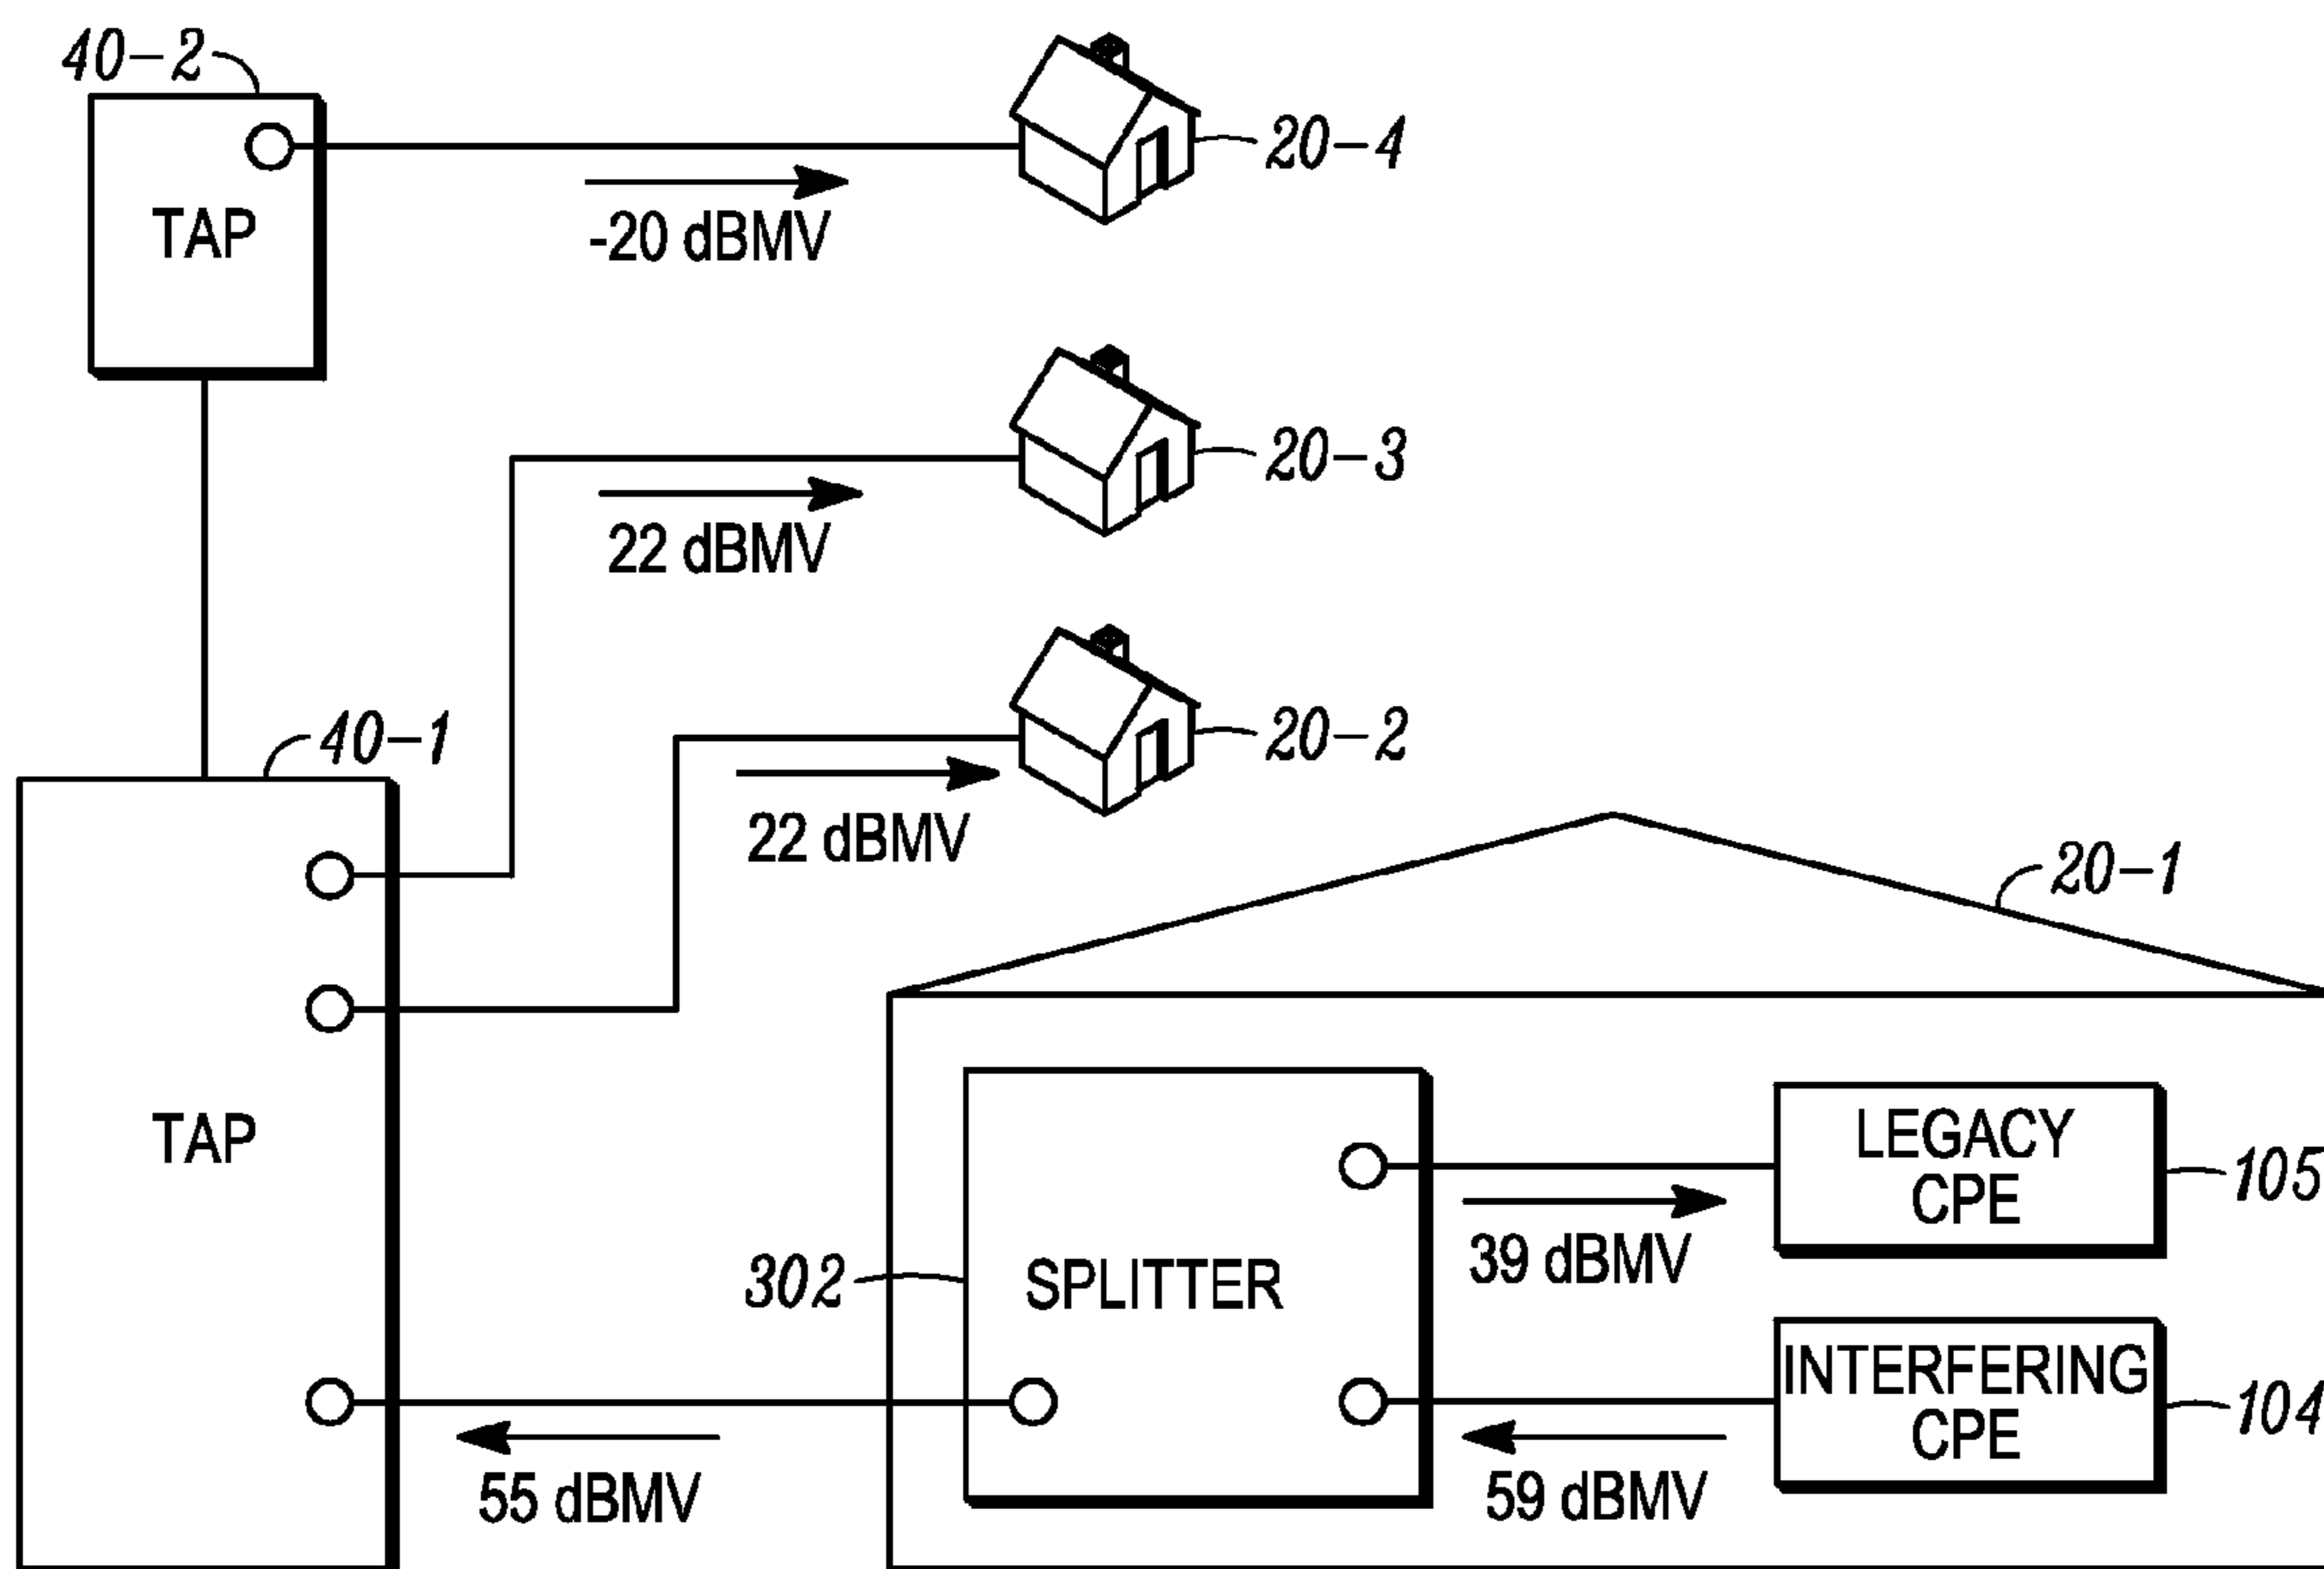 40-2
TAP
-20 dBMV
20-4
22 dBMV
20-3
40-1
22 dBMV
20-2
TAP
20-1
302
SPLITTER
LEGACY
CPE
105
39 dBMV
INTERFERING
CPE
104
55 dBMV
59 dBMV